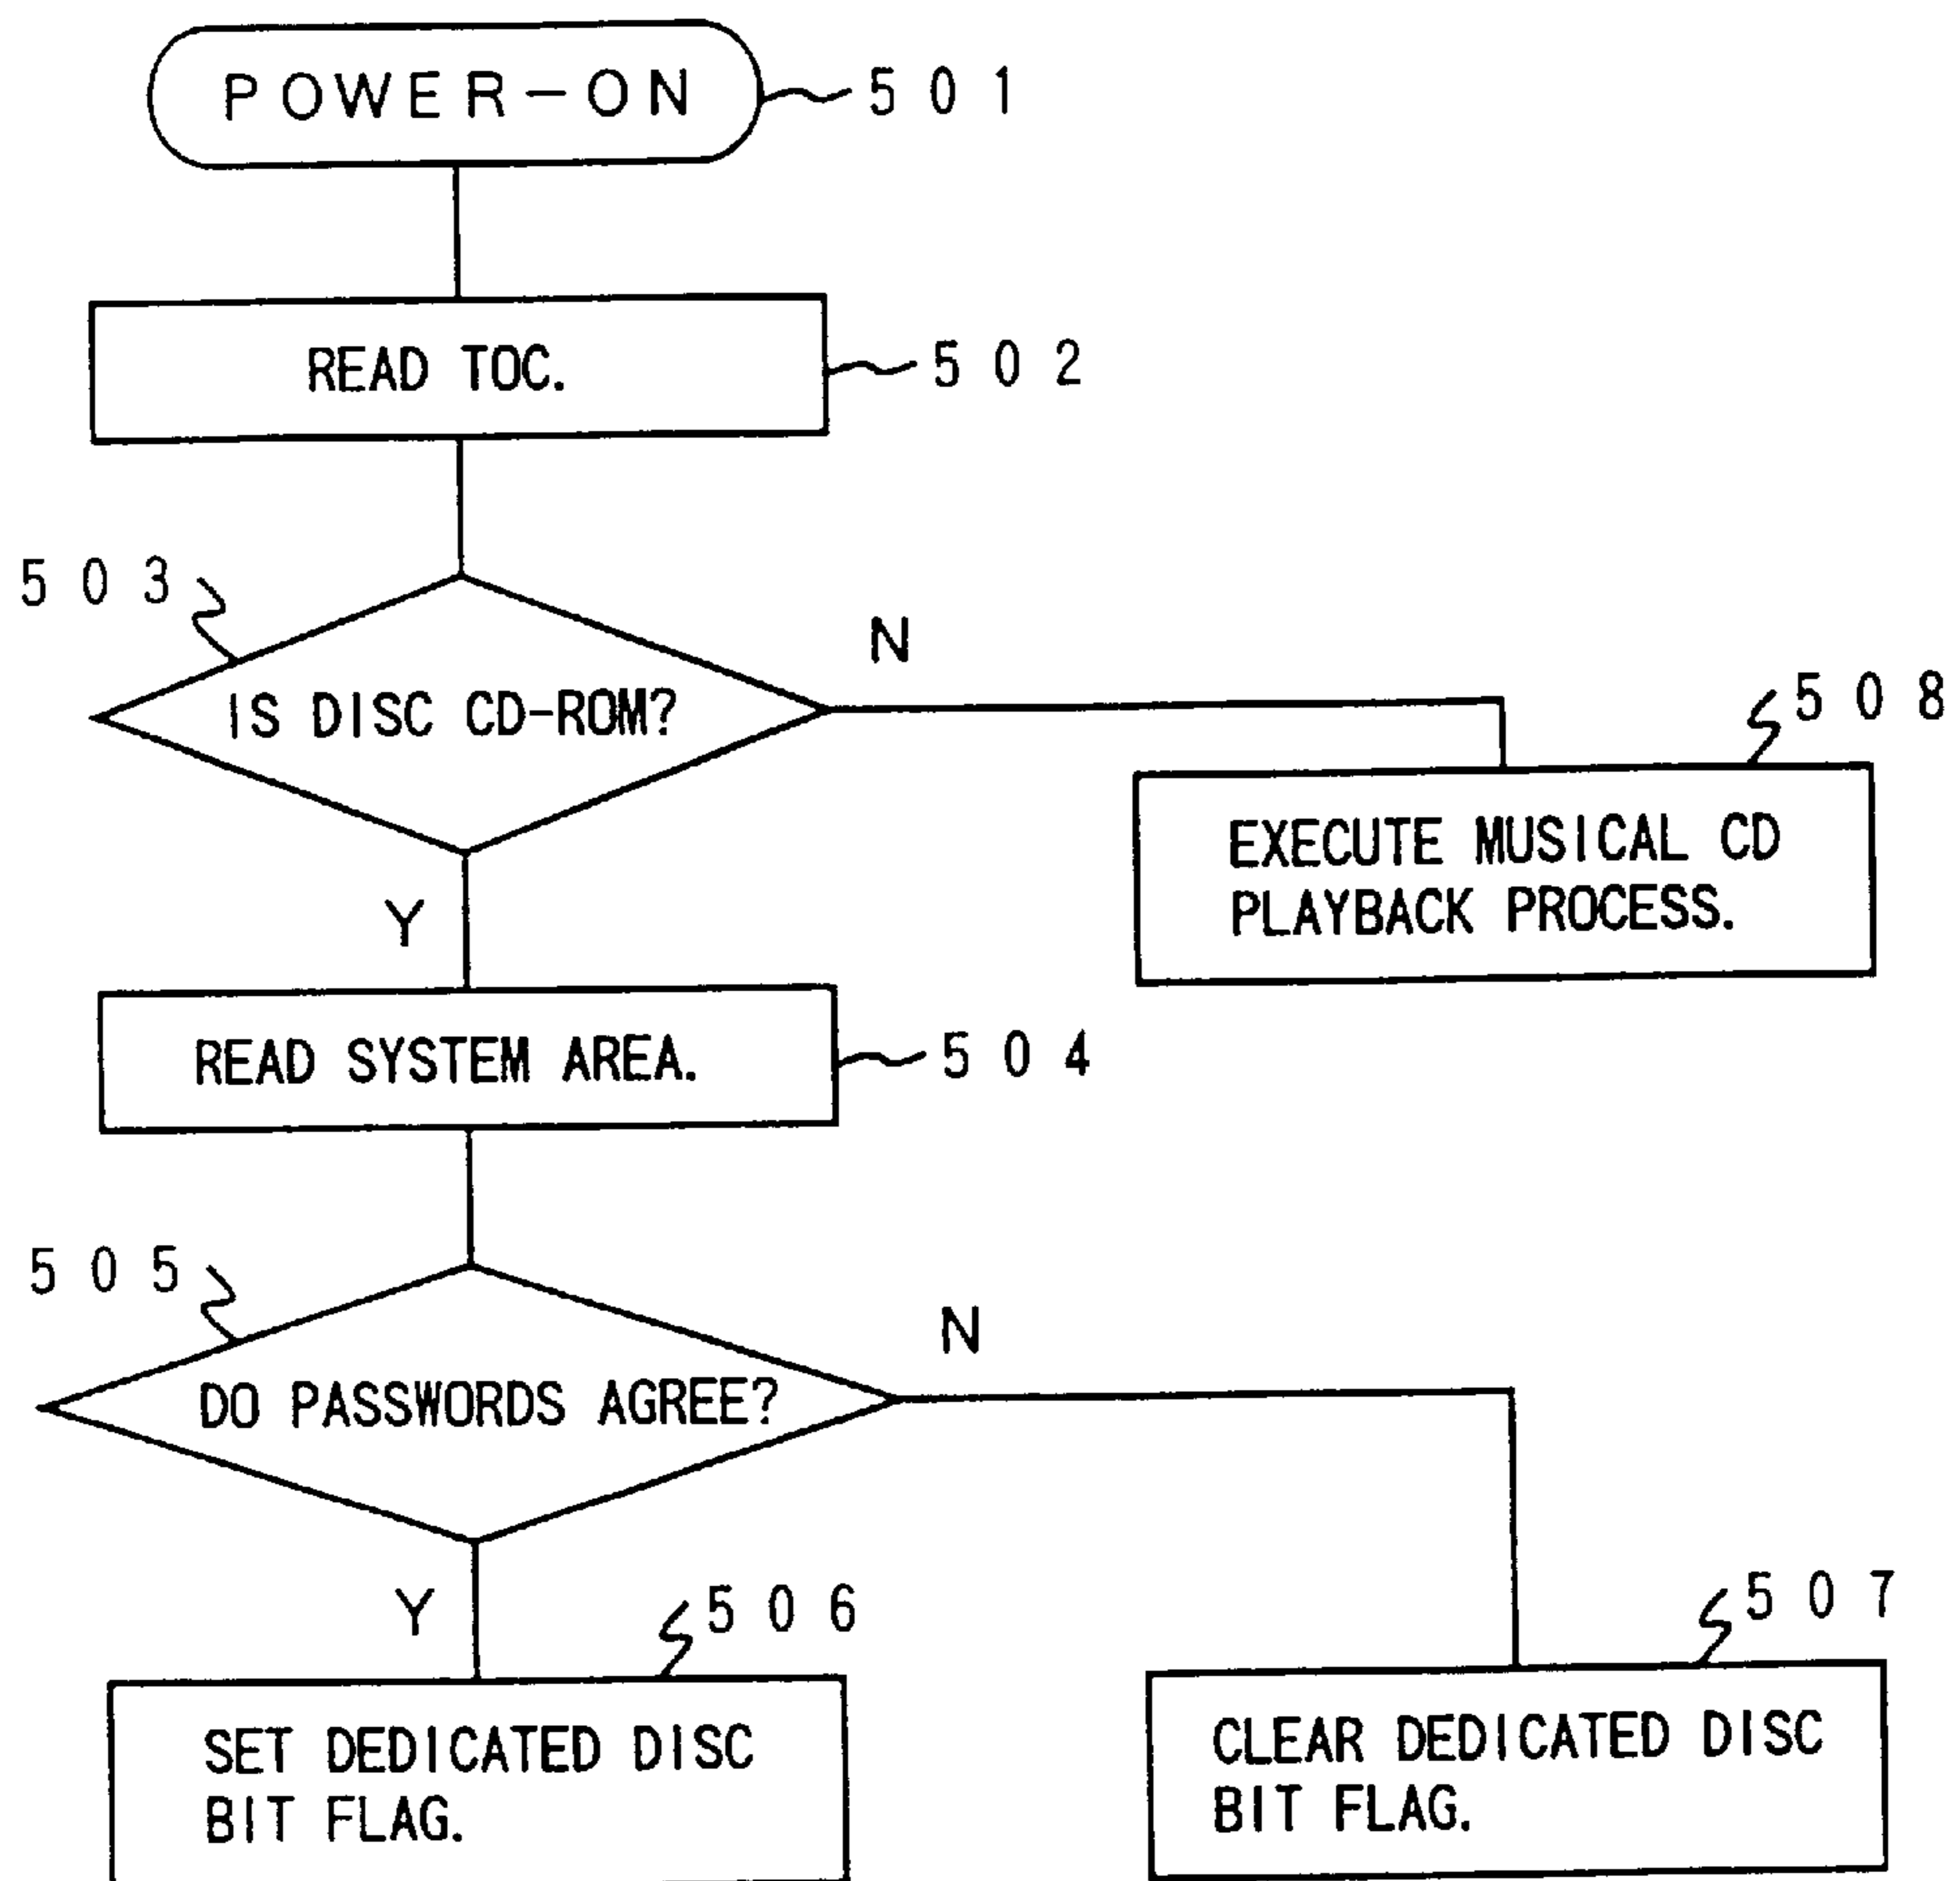 POWER-ON
501
READ TOC.
502
503
IS DISC CD-ROM?
N
508
EXECUTE MUSICAL CD
PLAYBACK PROCESS.
Y
READ SYSTEM AREA.
504
505
DO PASSWORDS AGREE?
N
Y
506
SET DEDICATED DISC
BIT FLAG.
507
CLEAR DEDICATED DISC
BIT FLAG.